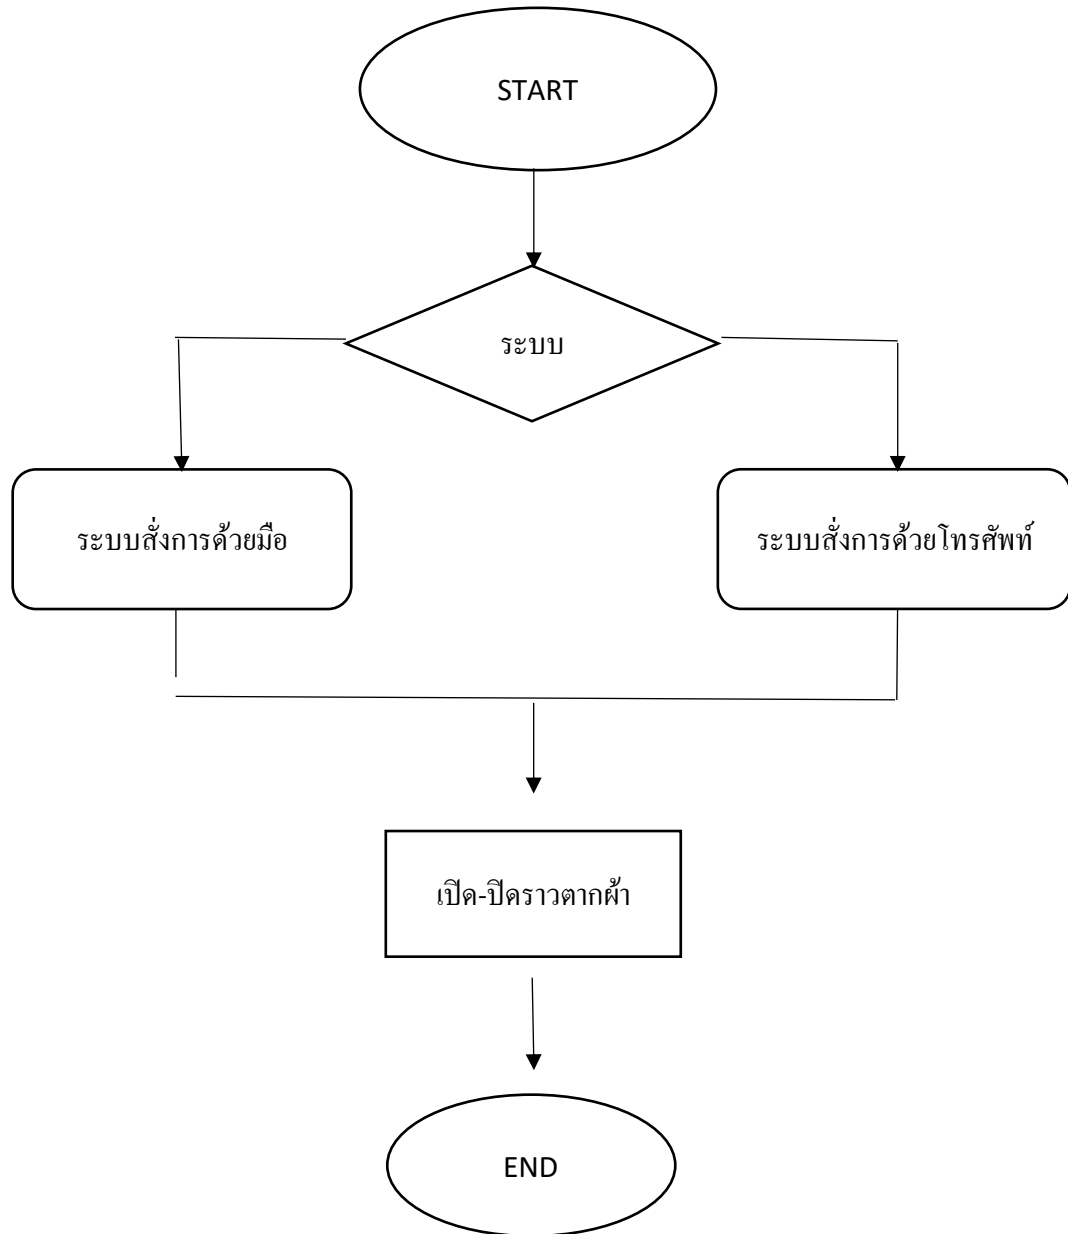 START
ระบบ
ระบบสั่งการด้วยมือ
ระบบสั่งการด้วยโทรศัพท์
เปิด-ปิดราวตากผ้า
END